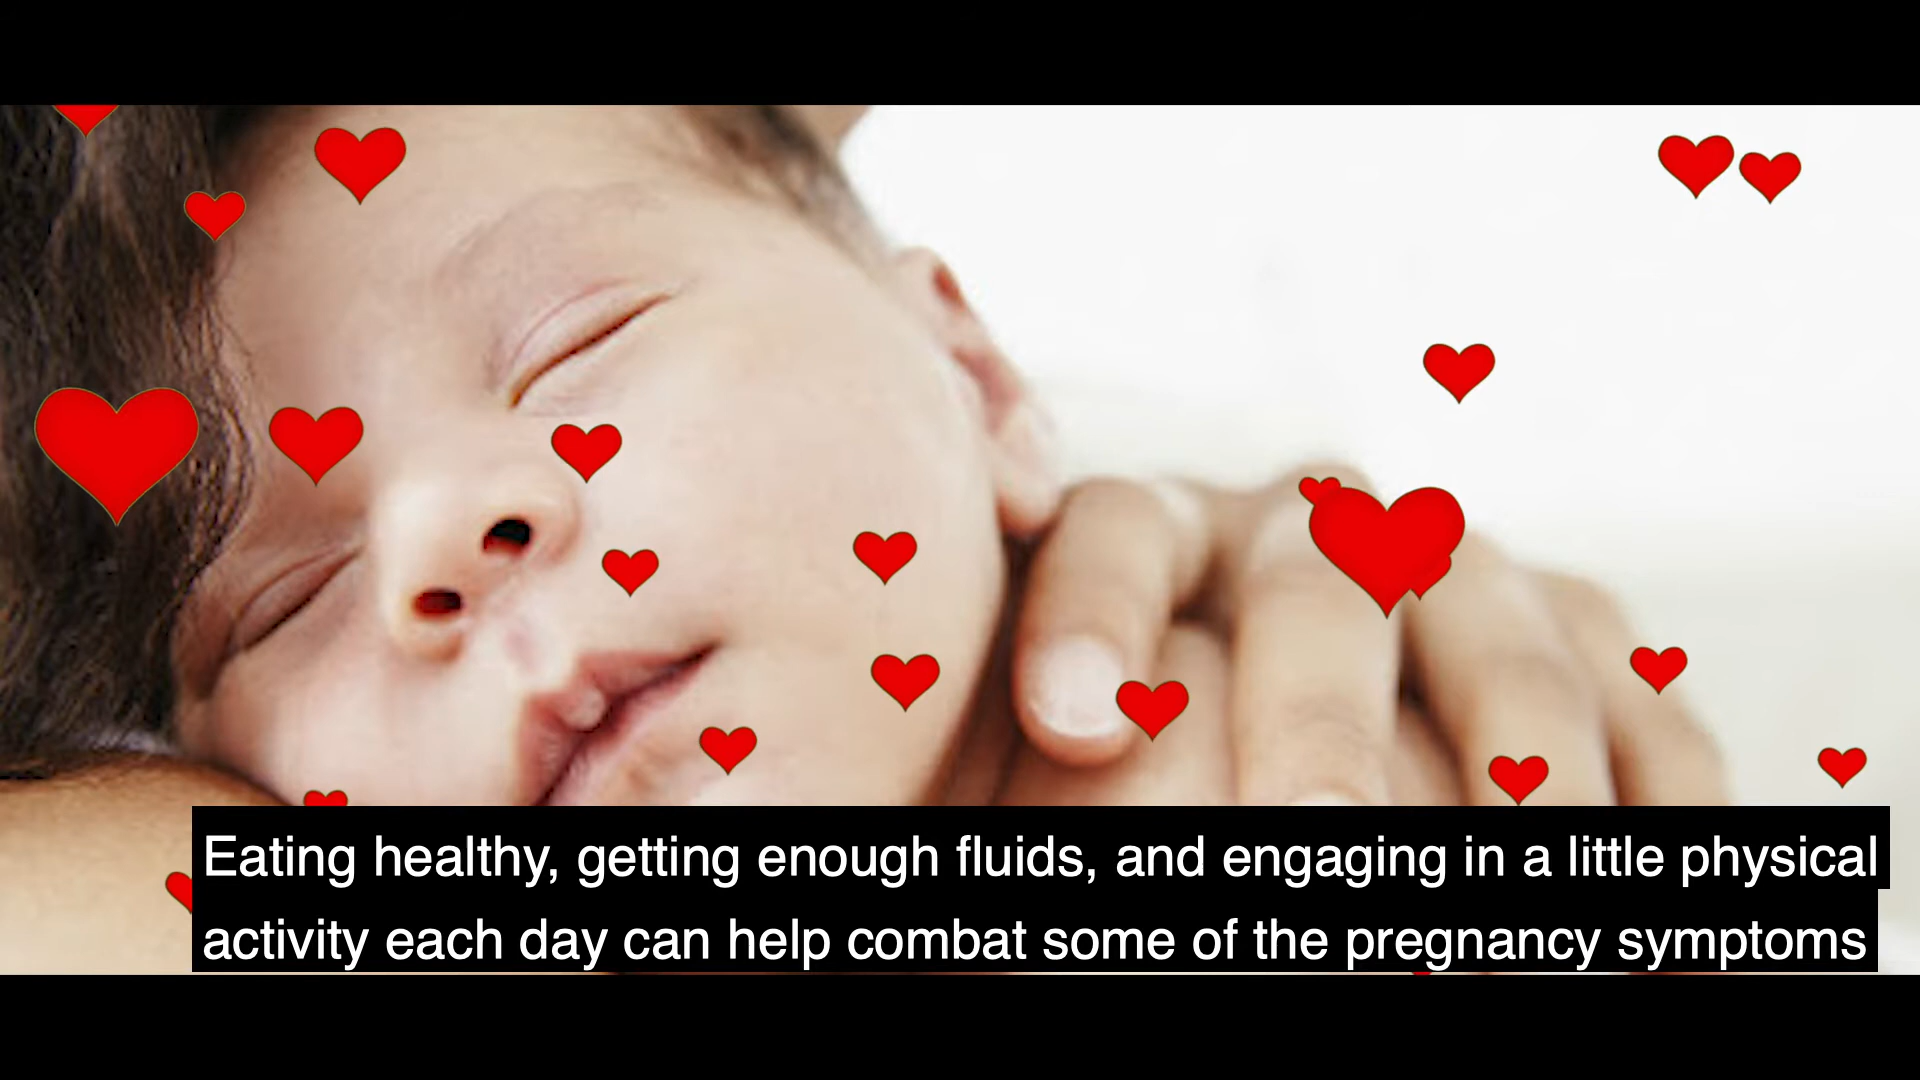 Eating healthy, getting enough fluids, and engaging in a little physical
activity each day can help combat some of the pregnancy symptoms